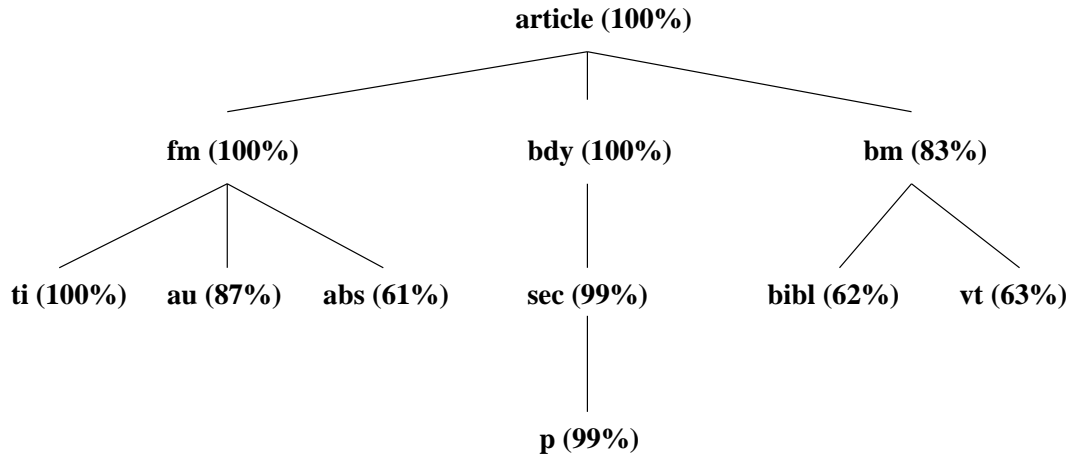 article (100%)
fm (100%) bdy (100%) bm (83%)
ti (100%) au (87%) abs (61%) sec (99%) bibl (62%) vt (63%)
p (99%)